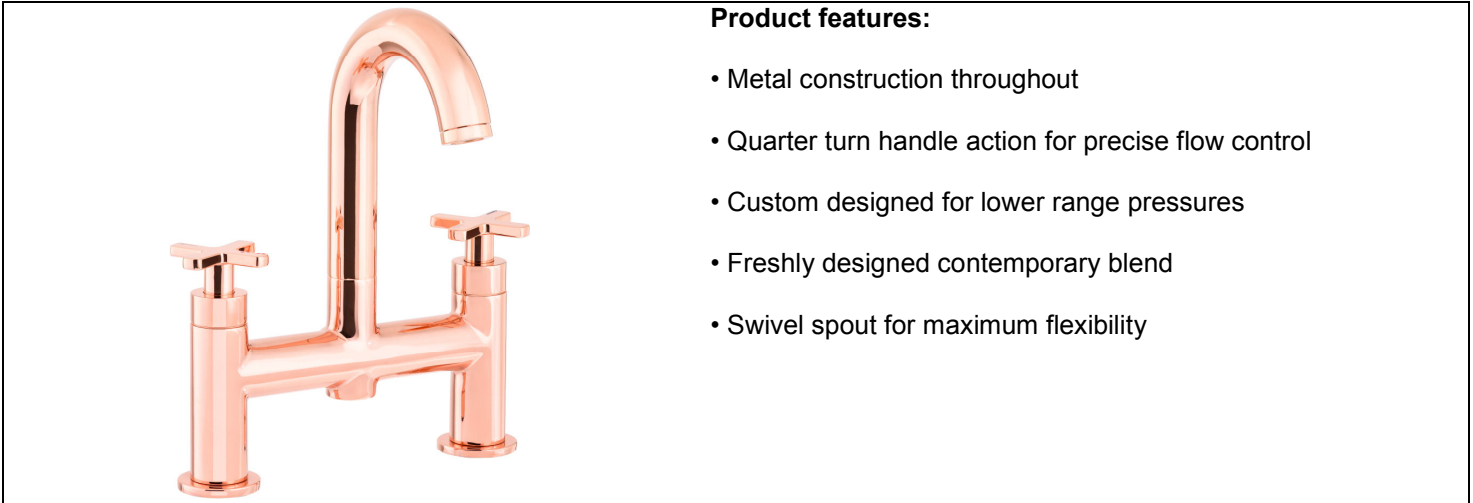 Product features:
• Metal construction throughout
• Quarter turn handle action for precise flow control
• Custom designed for lower range pressures
• Freshly designed contemporary blend
• Swivel spout for maximum flexibility